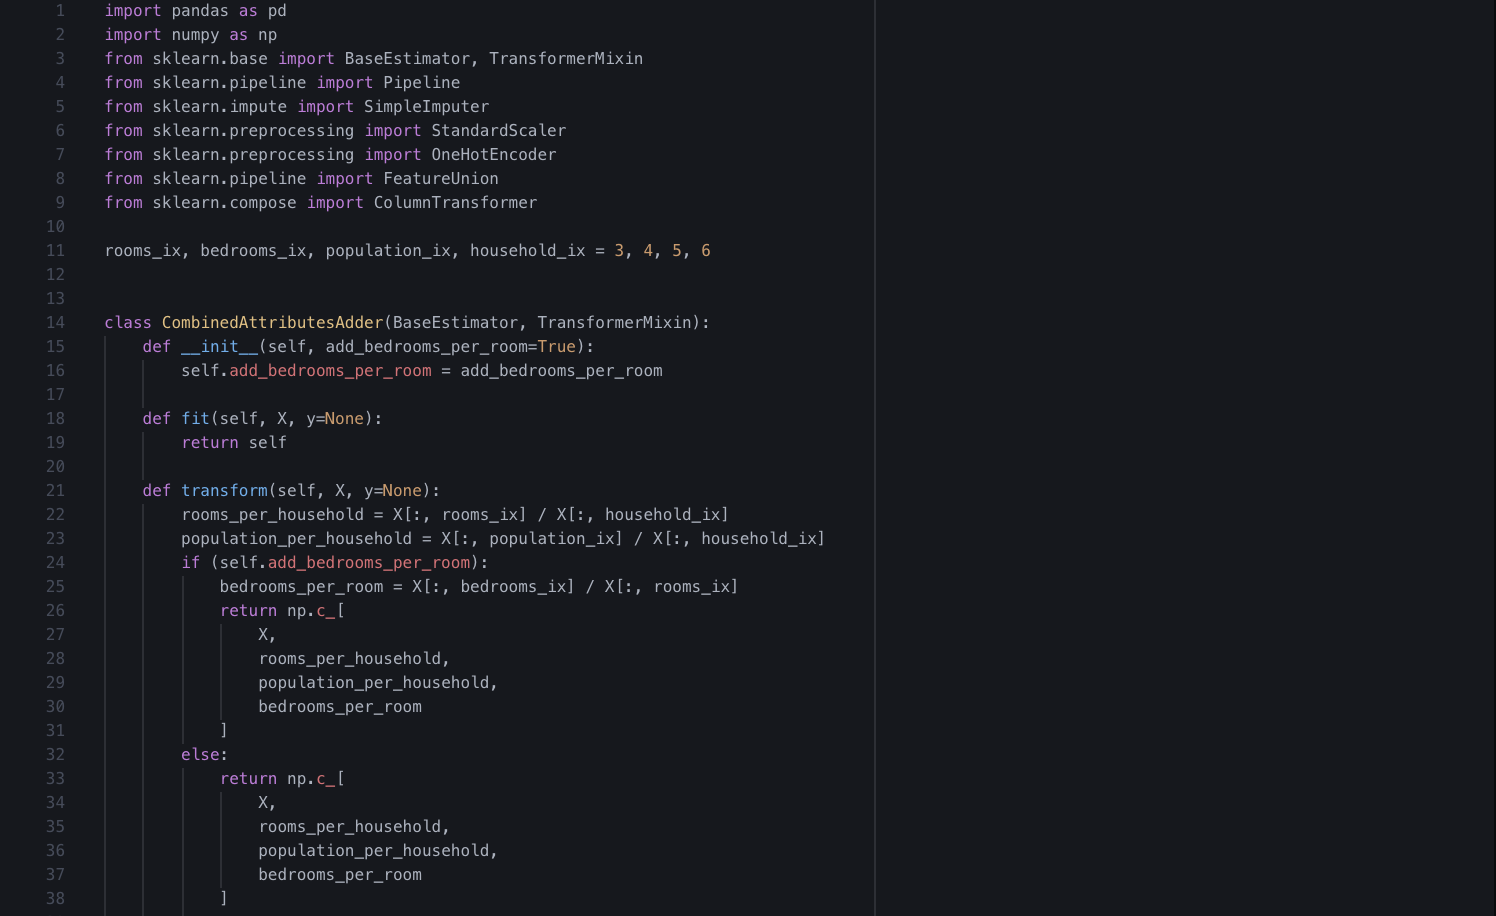 1 import pandas as pd
2 import numpy as np
3 from sklearn.base import BaseEstimator, TransformerMixin
4 from sklearn.pipeline import Pipeline
5 from sklearn.impute import SimpleImputer
6 from sklearn.preprocessing import StandardScaler
7 from sklearn.preprocessing import OneHotEncoder
8 from sklearn.pipeline import FeatureUnion
9 from sklearn.compose import ColumnTransformer
10
11 rooms_ix, bedrooms_ix, population_ix, household_ix = 3, 4, 5, 6
12
13
14 class CombinedAttributesAdder(BaseEstimator, TransformerMixin):
15     def __init__(self, add_bedrooms_per_room=True):
16         self.add_bedrooms_per_room = add_bedrooms_per_room
17
18     def fit(self, X, y=None):
19         return self
20
21     def transform(self, X, y=None):
22         rooms_per_household = X[:, rooms_ix] / X[:, household_ix]
23         population_per_household = X[:, population_ix] / X[:, household_ix]
24         if (self.add_bedrooms_per_room):
25             bedrooms_per_room = X[:, bedrooms_ix] / X[:, rooms_ix]
26             return np.c_[
27                 X,
28                 rooms_per_household,
29                 population_per_household,
30                 bedrooms_per_room
31             ]
32         else:
33             return np.c_[
34                 X,
35                 rooms_per_household,
36                 population_per_household,
37                 bedrooms_per_room
38             ]